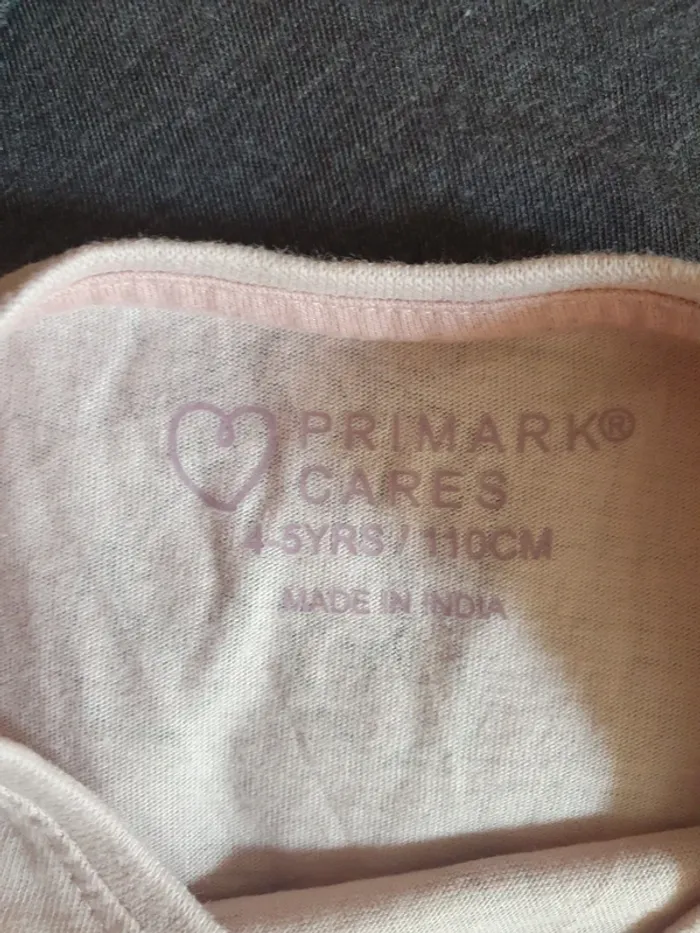 PRIMARK®
CARES
4-5YRS / 110CM
MADE IN INDIA